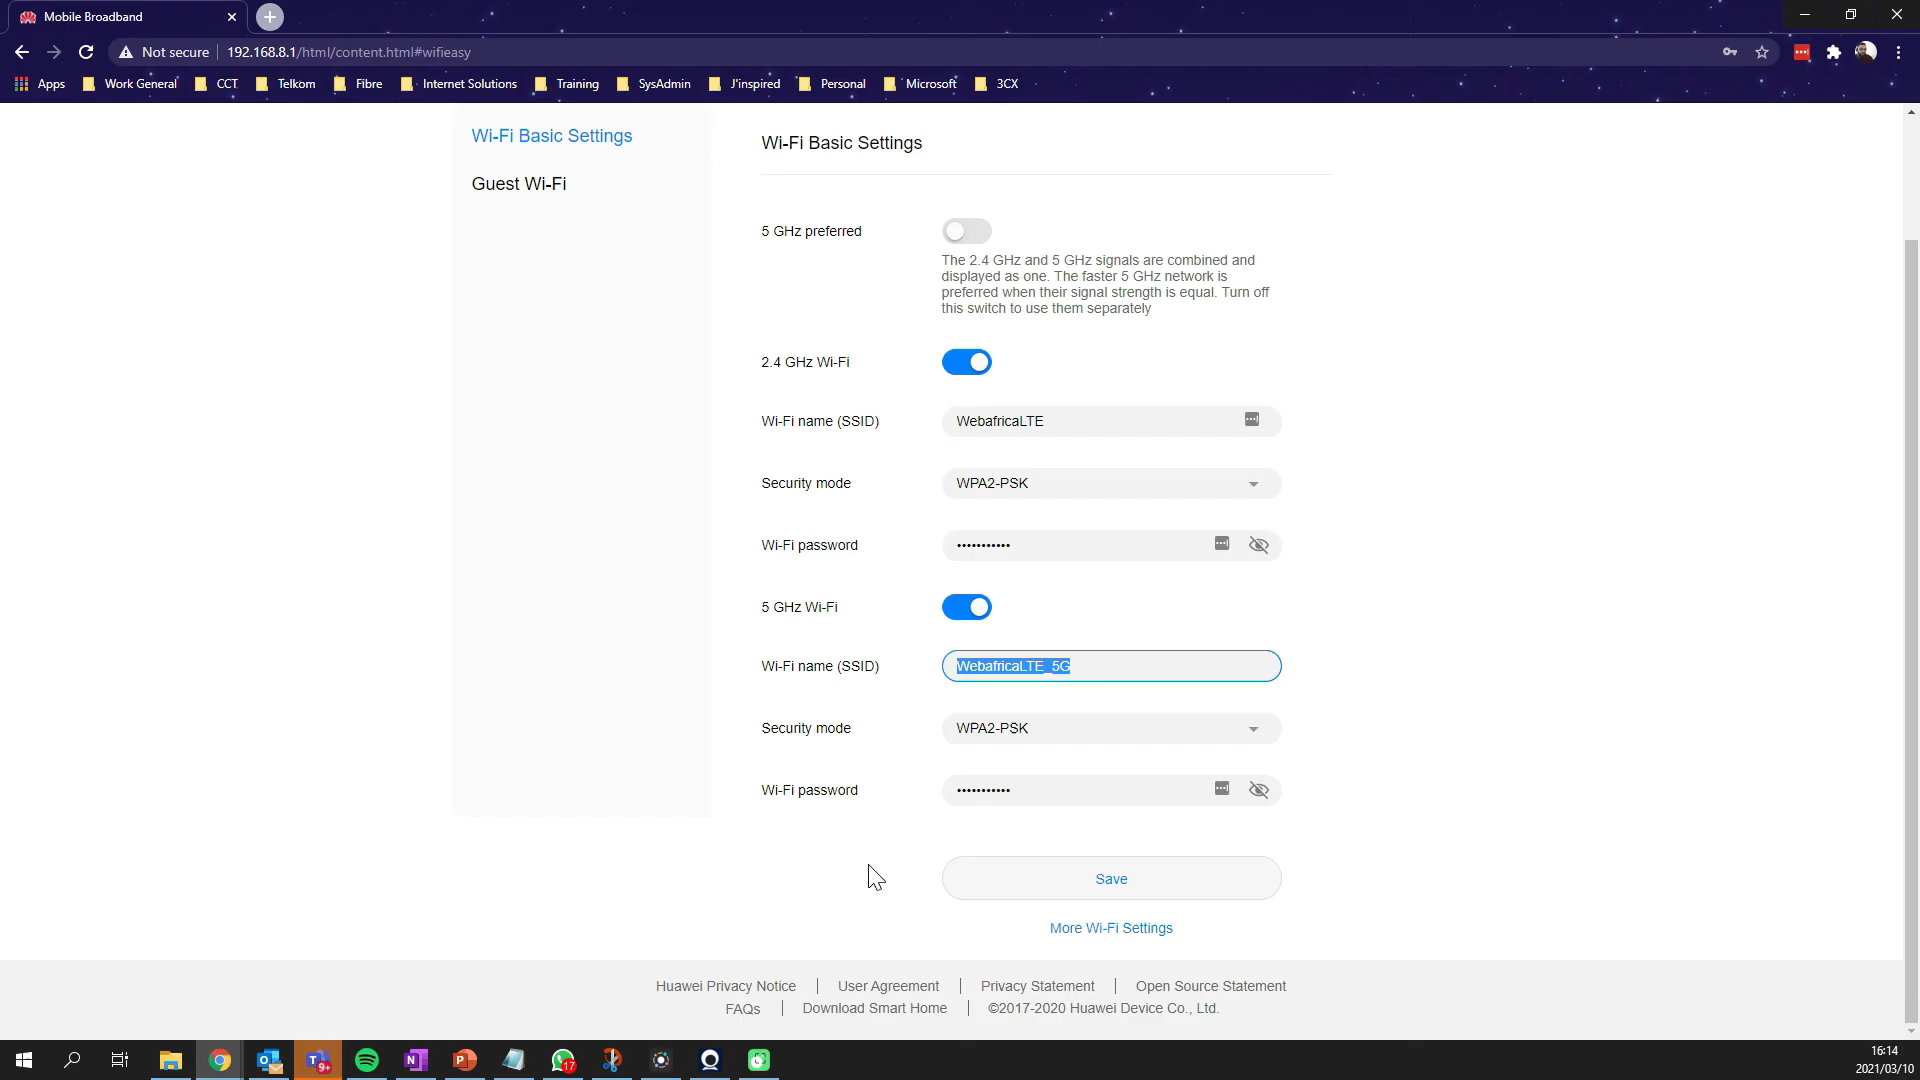 Mobile Broadband
Not secure
192.168.8.1/html/content.html#wifieasy
Apps
Work General
CCT
Telkom
Fibre
Internet Solutions
Training
SysAdmin
J'inspired
Personal
Microsoft
3CX
Wi-Fi Basic Settings
Guest Wi-Fi
Wi-Fi Basic Settings
5 GHz preferred
The 2.4 GHz and 5 GHz signals are combined and
displayed as one. The faster 5 GHz network is
preferred when their signal strength is equal. Turn off
this switch to use them separately
2.4 GHz Wi-Fi
Wi-Fi name (SSID)
WebafricaLTE
Security mode
WPA2-PSK
Wi-Fi password
•••••••••••
5 GHz Wi-Fi
Wi-Fi name (SSID)
WebafricaLTE_5G
Security mode
WPA2-PSK
Wi-Fi password
•••••••••••
Save
More Wi-Fi Settings
Huawei Privacy Notice | User Agreement | Privacy Statement | Open Source Statement
FAQs | Download Smart Home | ©2017-2020 Huawei Device Co., Ltd.
9+
17
16:14
2021/03/10